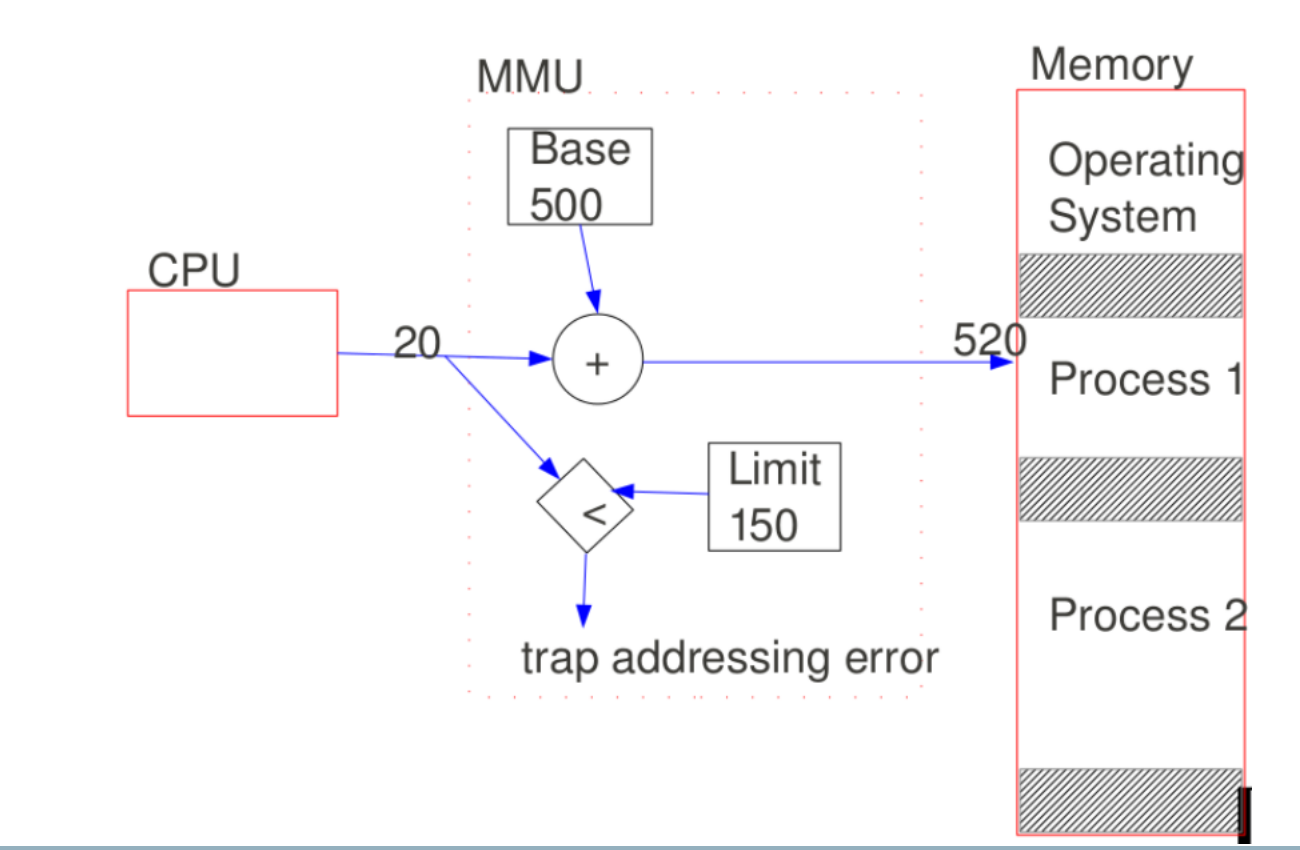 MMU
Memory
Base
500
Operating
System
CPU
20
520
+
Process 1
Limit
150
<
Process 2
trap addressing error